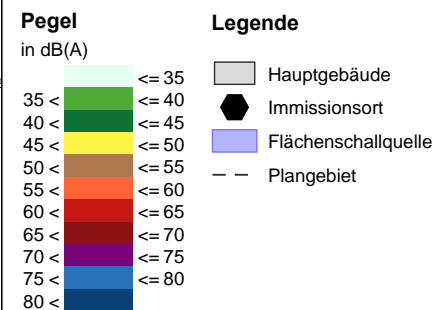 Pegel
in dB(A)
<= 35
35 < <= 40
40 < <= 45
45 < <= 50
50 < <= 55
55 < <= 60
60 < <= 65
65 < <= 70
70 < <= 75
75 < <= 80
80 <
Legende
Hauptgebäude
Immissionsort
Flächenschallquelle
Plangebiet